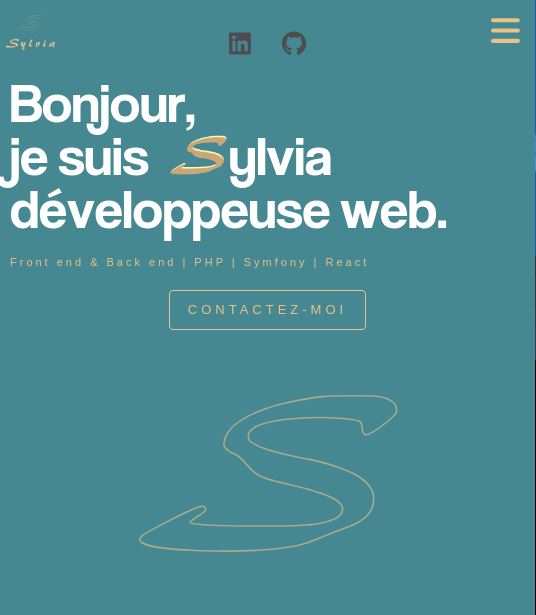 Sylvia
Bonjour,
je suis Sylvia
développeuse web.
Front end & Back end | PHP | Symfony | React
CONTACTEZ-MOI
S